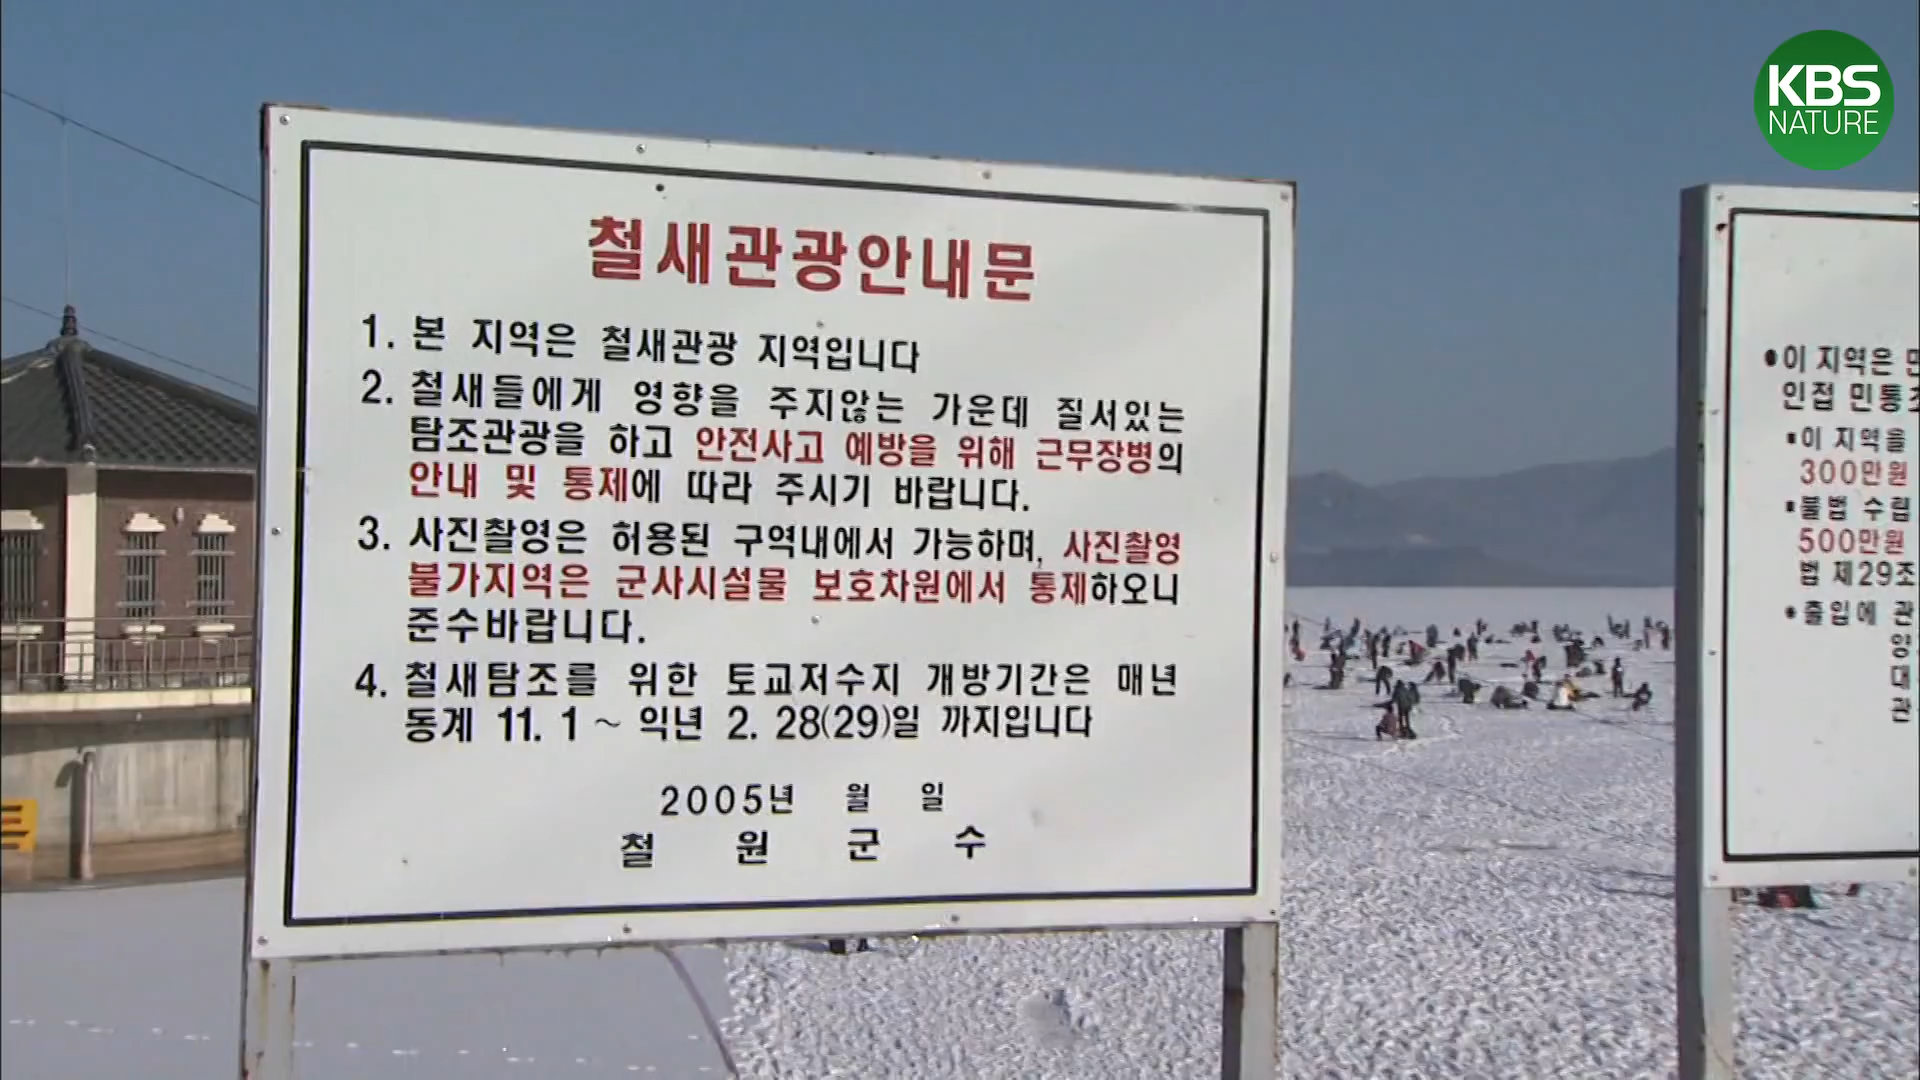 KBS
NATURE
철새관광안내문
1. 본 지역은 철새관광 지역입니다
2. 철새들에게 영향을 주지않는 가운데 질서있는
탐조관광을 하고 안전사고 예방을 위해 근무장병의
안내 및 통제에 따라 주시기 바랍니다.
3. 사진촬영은 허용된 구역내에서 가능하며, 사진촬영
불가지역은 군사시설물 보호차원에서 통제하오니
준수바랍니다.
4. 철새탐조를 위한 토교저수지 개방기간은 매년
동계 11. 1 ~ 익년 2. 28(29)일 까지입니다
2005년 월 일
철 원 군 수
●이 지역은
인접 민통
▪이 지역을
300만원
▪불법 수립
500만원
법 제29조
●출입에 관
양
대
관